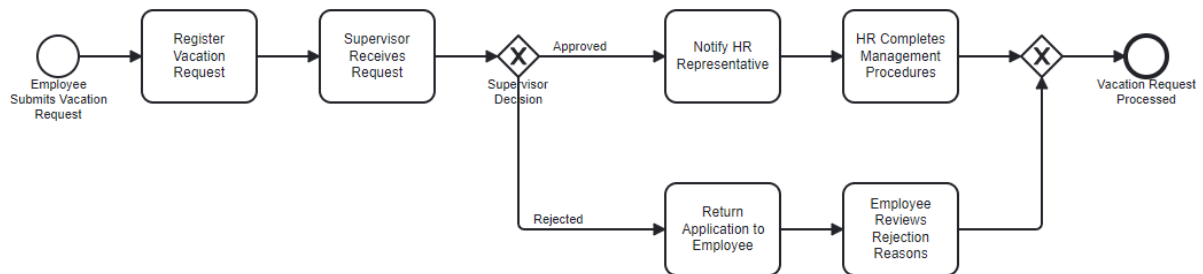 Employee
Submits Vacation
Request
Register
Vacation
Request
Supervisor
Receives
Request
X
Supervisor
Decision
Approved
Notify HR
Representative
HR Completes
Management
Procedures
X
Vacation Request
Processed
Rejected
Return
Application to
Employee
Employee
Reviews
Rejection
Reasons